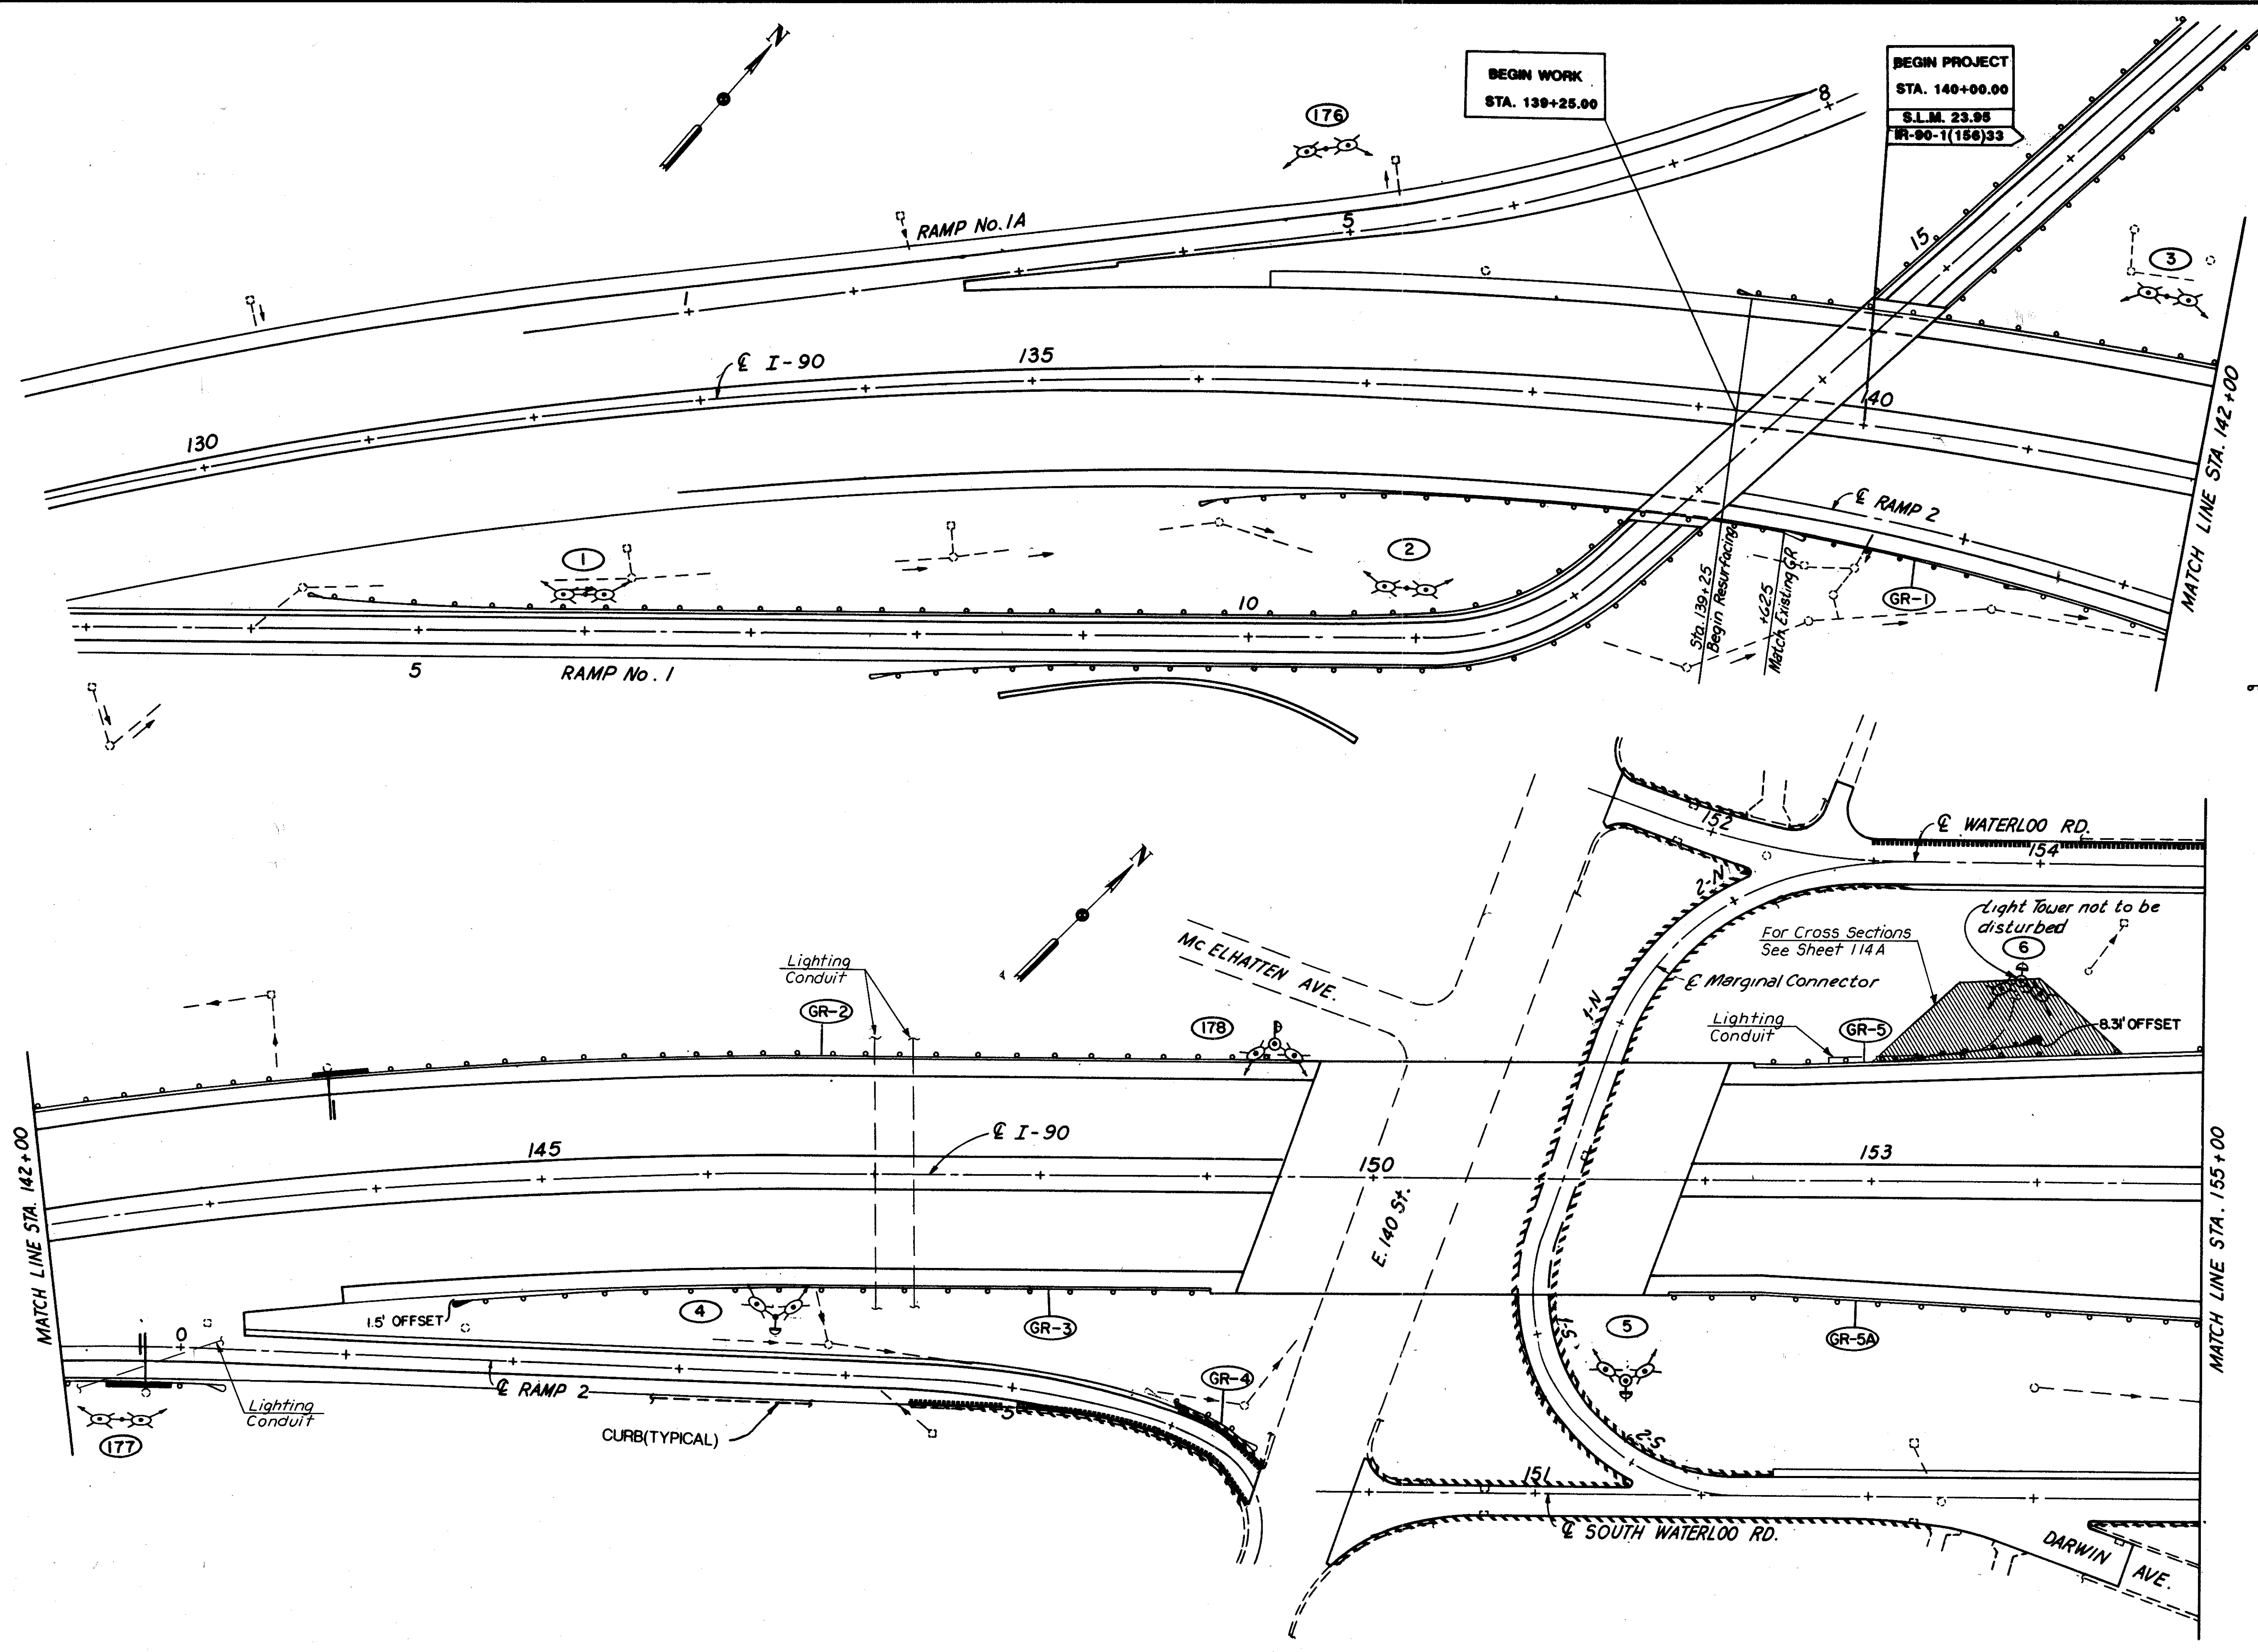 N
BEGIN WORK
STA. 139+25.00
BEGIN PROJECT
STA. 140+00.00
S.L.M. 23.95
IR-90-1(156)33
176
8
RAMP No. 1A
5
15
3
1
℄ I-90
135
130
140
MATCH LINE STA. 142+00
℄ RAMP 2
1
2
10
Sta. 139+25
Begin Resurfacing
+62.5
Match Existing GR
GR-1
5
RAMP No. 1
N
152
℄ WATERLOO RD.
154
2-N
Light Tower not to be
disturbed
6
For Cross Sections
See Sheet 114A
Mc ELHATTEN AVE.
℄ Marginal Connector
Lighting
Conduit
GR-2
1-N
Lighting
Conduit
GR-5
8.31' OFFSET
178
MATCH LINE STA. 142+00
145
℄ I-90
150
153
E. 140 St.
MATCH LINE STA. 155+00
1.5' OFFSET
4
GR-3
1-S
5
GR-5A
0
℄ RAMP 2
GR-4
Lighting
Conduit
177
CURB(TYPICAL)
5
2-S
151
℄ SOUTH WATERLOO RD.
DARWIN
AVE.